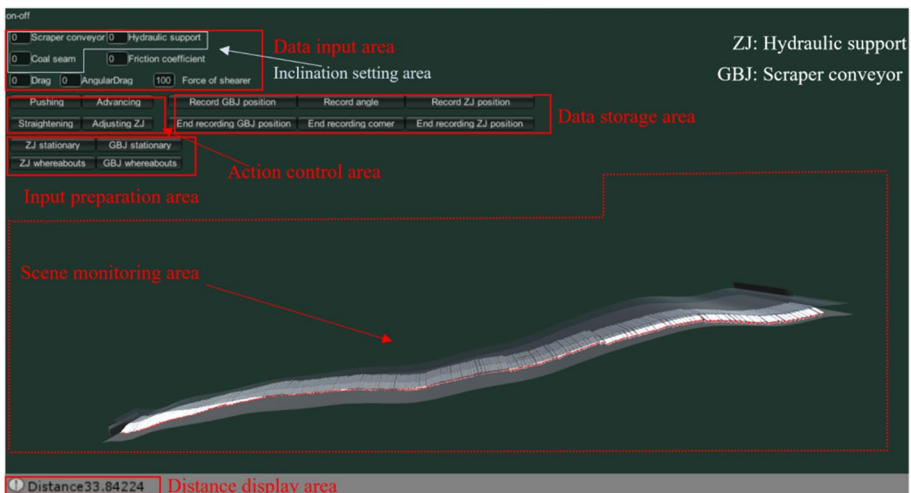 on-off
0 Scraper conveyor 0 Hydraulic support
0 Coal seam 0 Friction coefficient
0 Drag 0 AngularDrag 100 Force of shearer
Data input area
Inclination setting area
ZJ: Hydraulic support
GBJ: Scraper conveyor
Pushing Advancing Record GBJ position Record angle Record ZJ position
Straightening Adjusting ZJ End recording GBJ position End recording corner End recording ZJ position
Data storage area
ZJ stationary GBJ stationary
ZJ whereabouts GBJ whereabouts
Action control area
Input preparation area
Scene monitoring area
Distance33.84224 Distance display area